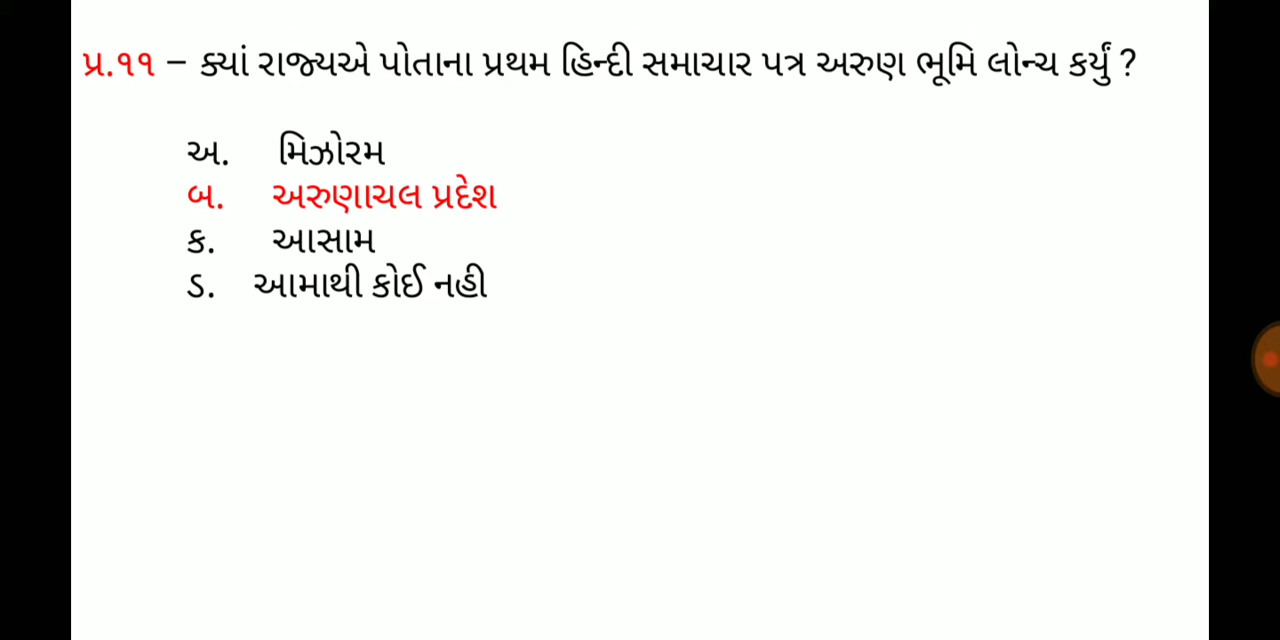 પ્ર.૧૧ – ક્યાં રાજ્યએ પોતાના પ્રથમ હિન્દી સમાચાર પત્ર અરુણ ભૂમિ લોન્ચ કર્યું ?
અ. મિઝોરમ
બ. અરુણાચલ પ્રદેશ
ક. આસામ
ડ. આમાથી કોઈ નહી